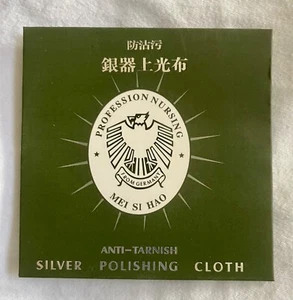 防沾污
銀器上光布
PROFESSION NURSING
FROM GERMANY
MEI SI HAO
ANTI-TARNISH
SILVER POLISHING CLOTH